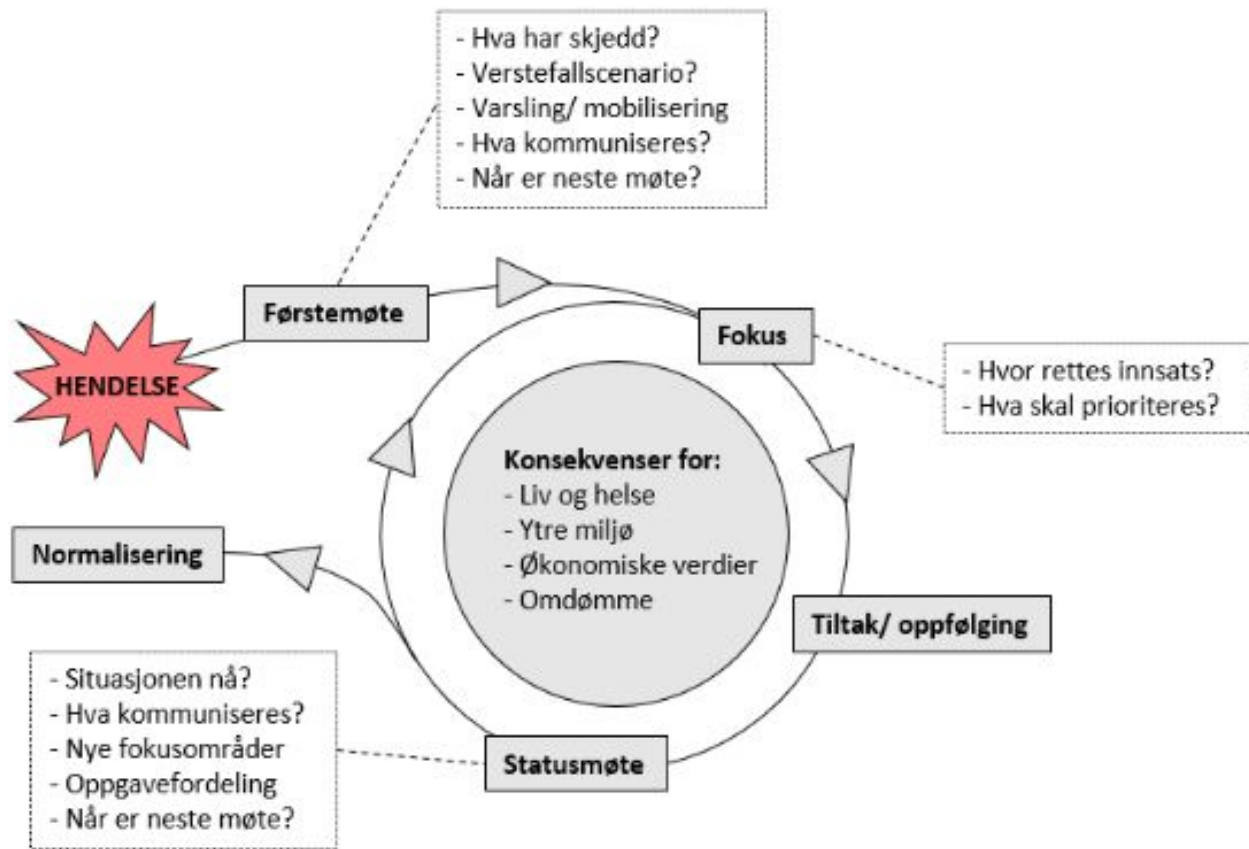 - Hva har skjedd?
- Verstefallscenario?
- Varsling/ mobilisering
- Hva kommuniseres?
- Når er neste møte?
Førstemøte
Fokus
HENDELSE
- Hvor rettes innsats?
- Hva skal prioriteres?
Konsekvenser for:
- Liv og helse
- Ytre miljø
- Økonomiske verdier
- Omdømme
Normalisering
Tiltak/ oppfølging
- Situasjonen nå?
- Hva kommuniseres?
- Nye fokusområder
- Oppgavefordeling
- Når er neste møte?
Statusmøte